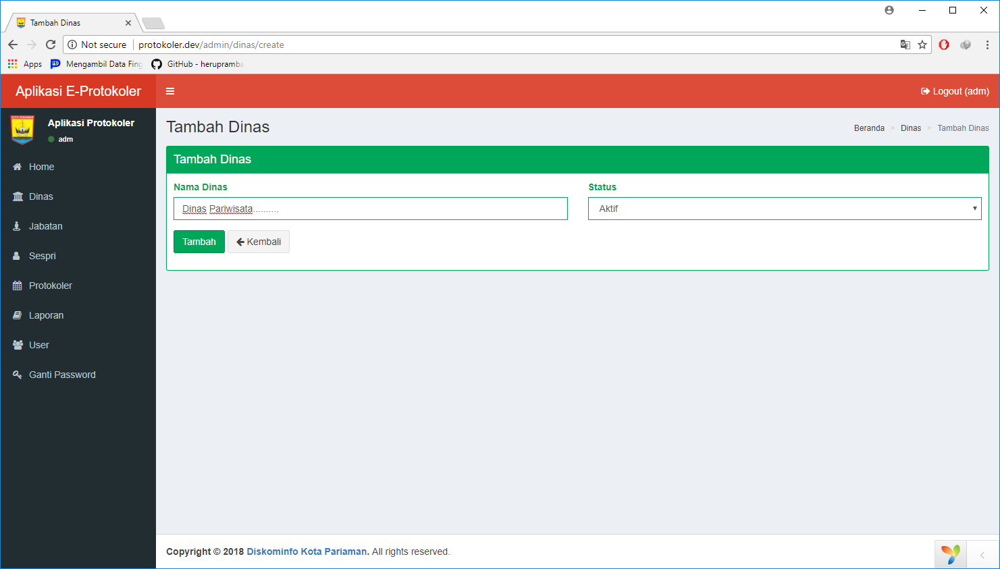 Tambah Dinas
Not secure protokoler.dev/admin/dinas/create
Apps Mengambil Data Fing GitHub - herupramba
Aplikasi E-Protokoler Logout (adm)
KOTA PARIAMAN
Aplikasi Protokoler
adm
Home
Dinas
Jabatan
Sespri
Protokoler
Laporan
User
Ganti Password
Tambah Dinas
Beranda > Dinas > Tambah Dinas
Tambah Dinas
Nama Dinas Status
Dinas Pariwisata.......... Aktif
Tambah Kembali
Copyright © 2018 Diskominfo Kota Pariaman. All rights reserved.